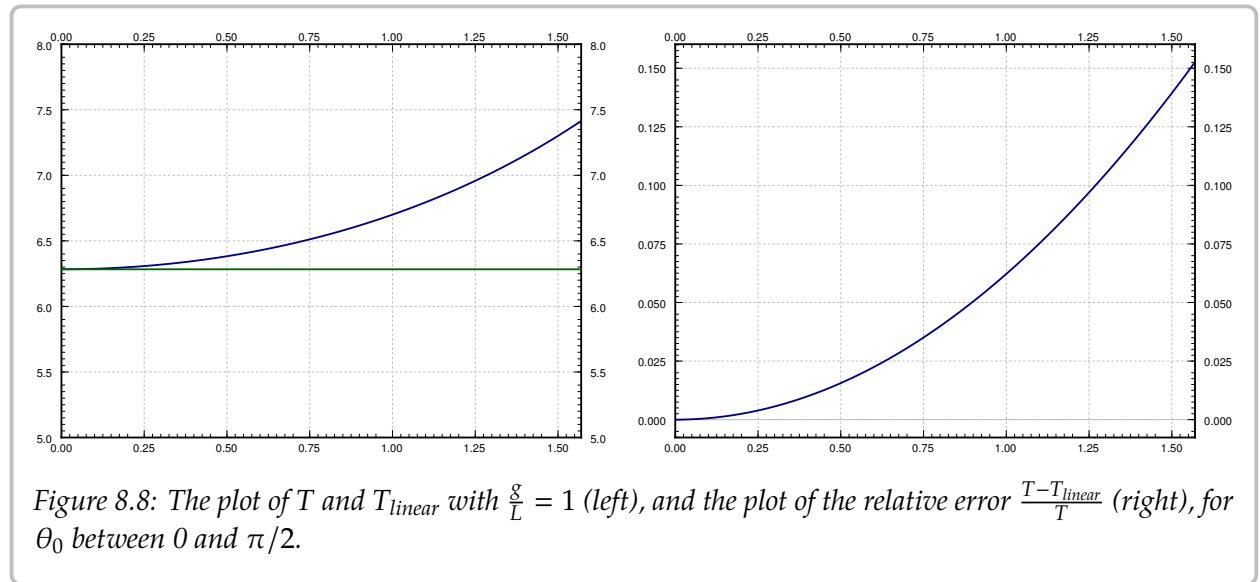 0.00 0.25 0.50 0.75 1.00 1.25 1.50
8.0 8.0
7.5 7.5
7.0 7.0
6.5 6.5
6.0 6.0
5.5 5.5
5.0 5.0
0.00 0.25 0.50 0.75 1.00 1.25 1.50
0.00 0.25 0.50 0.75 1.00 1.25 1.50
0.150 0.150
0.125 0.125
0.100 0.100
0.075 0.075
0.050 0.050
0.025 0.025
0.000 0.000
0.00 0.25 0.50 0.75 1.00 1.25 1.50
Figure 8.8: The plot of T and T_linear with g/L = 1 (left), and the plot of the relative error (T−T_linear)/T (right), for
θ₀ between 0 and π/2.